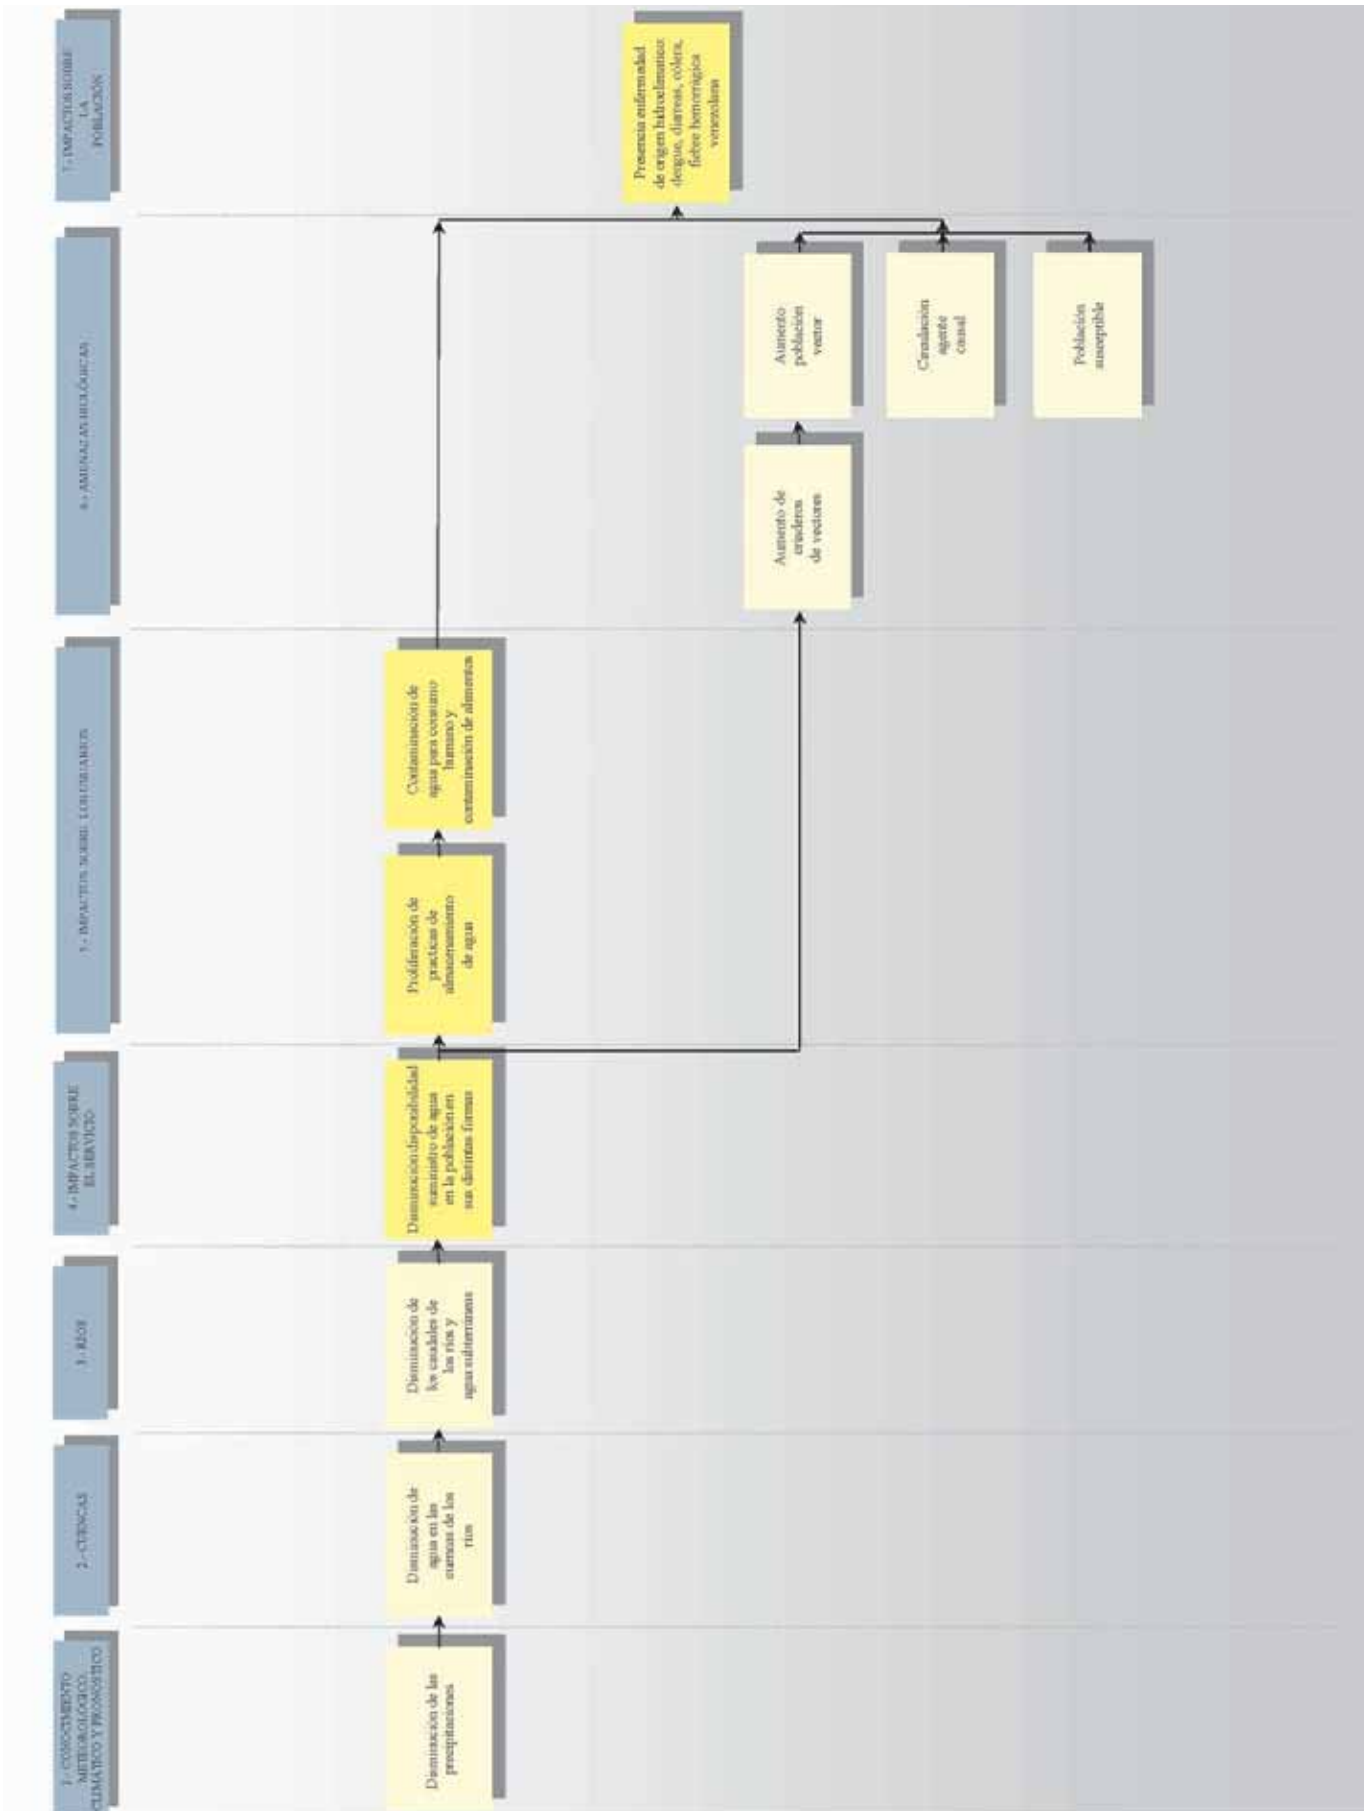 1.- CONOCIMIENTO
METEOROLÓGICO,
CLIMÁTICO Y PRONOSTICO
2.- CUENCAS
3.- RIOS
4.- IMPACTOS SOBRE
EL SERVICIO
5.- IMPACTOS SOBRE LOS USUARIOS
6.- AMENAZAS BIOLÓGICAS
7.- IMPACTOS SOBRE
LA
POBLACIÓN
Disminución de las
precipitaciones
Disminución de
agua en las
cuencas de los
ríos
Disminución de
los caudales de
los ríos y
agua subterráneas
Disminución disponibilidad
suministro de agua
en la población en
sus distintas formas
Proliferación de
practicas de
almacenamiento
de agua
Contaminación de
agua para consumo
humano y
contaminación de alimentos
Aumento de
criaderos
de vectores
Aumento
población
vector
Circulación
agente
causal
Población
susceptible
Presencia enfermedad
de origen hidroclimatico:
dengue, diarreas, cólera,
fiebre hemorrágica
venezolana